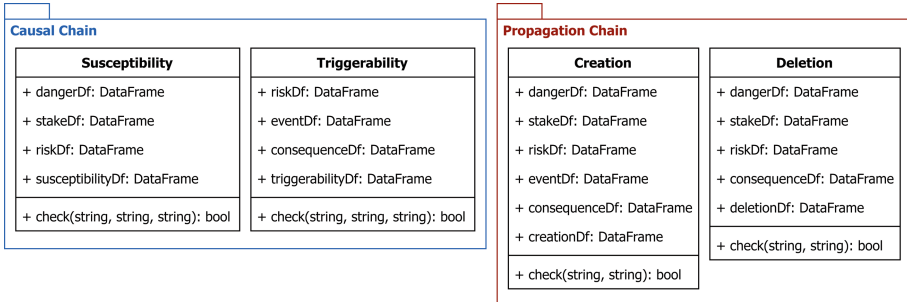 Causal Chain
Susceptibility
+ dangerDf: DataFrame
+ stakeDf: DataFrame
+ riskDf: DataFrame
+ susceptibilityDf: DataFrame
+ check(string, string, string): bool
Triggerability
+ riskDf: DataFrame
+ eventDf: DataFrame
+ consequenceDf: DataFrame
+ triggerabilityDf: DataFrame
+ check(string, string, string): bool
Propagation Chain
Creation
+ dangerDf: DataFrame
+ stakeDf: DataFrame
+ riskDf: DataFrame
+ eventDf: DataFrame
+ consequenceDf: DataFrame
+ creationDf: DataFrame
+ check(string, string): bool
Deletion
+ dangerDf: DataFrame
+ stakeDf: DataFrame
+ riskDf: DataFrame
+ consequenceDf: DataFrame
+ deletionDf: DataFrame
+ check(string, string): bool